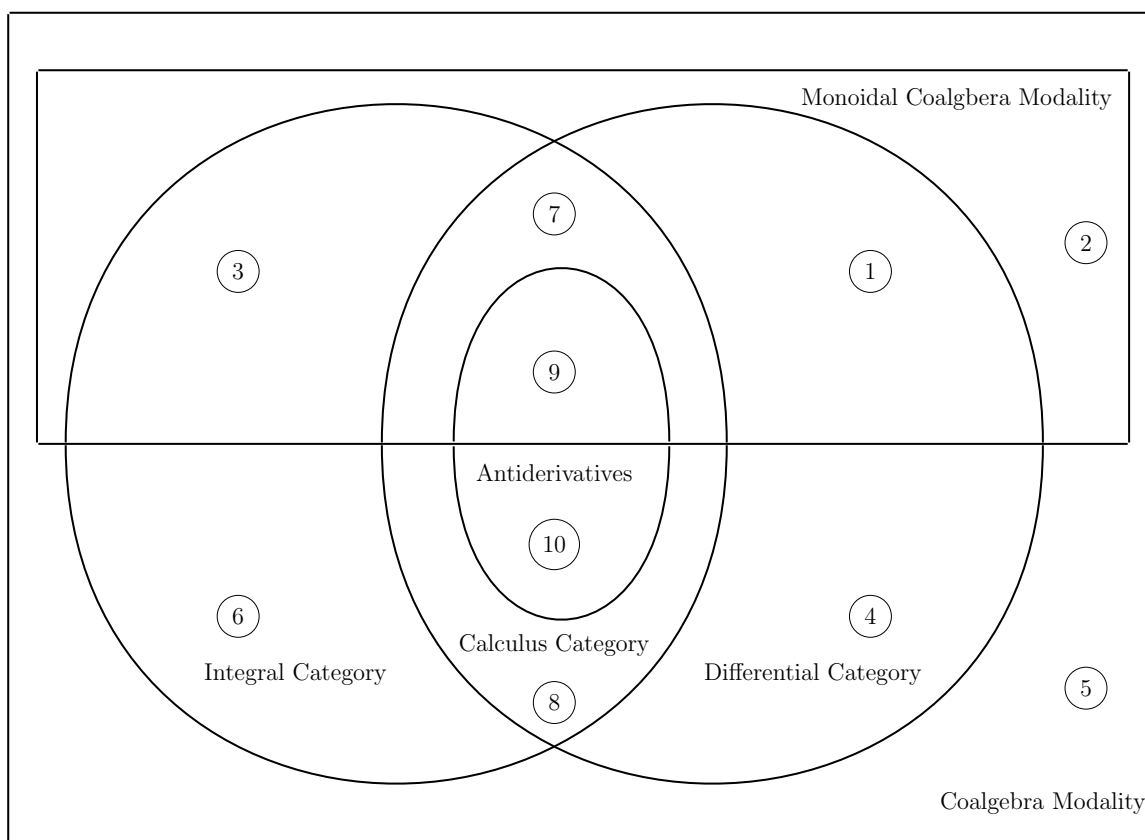 Monoidal Coalgbera Modality
7
2
3
1
9
Antiderivatives
10
6
4
Calculus Category
Integral Category
Differential Category
5
8
Coalgebra Modality